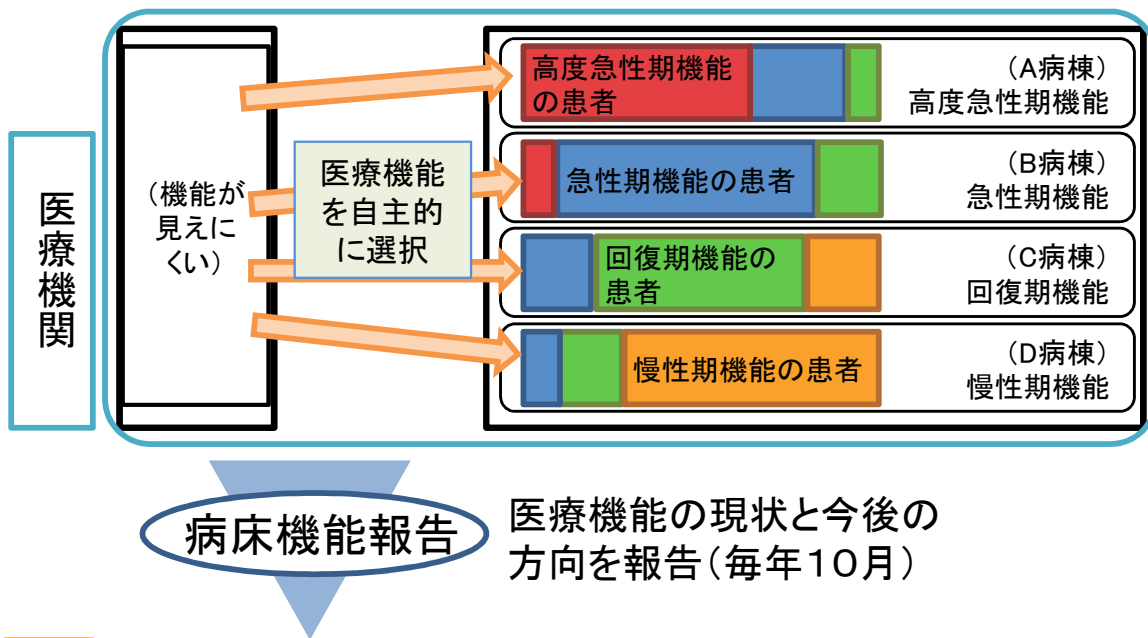 医療機関
(機能が
見えに
くい)
医療機能
を自主的
に選択
高度急性期機能
の患者
(A病棟)
高度急性期機能
急性期機能の患者
(B病棟)
急性期機能
回復期機能の
患者
(C病棟)
回復期機能
慢性期機能の患者
(D病棟)
慢性期機能
病床機能報告
医療機能の現状と今後の
方向を報告(毎年10月)